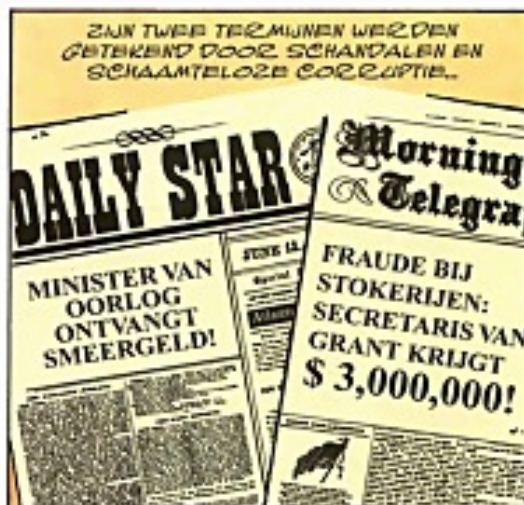 ZIJN TWEE TERMIJNEN WERDEN
GETEKEND DOOR SCHANDALEN EN
SCHAAMTELOZE CORRUPTIE..
DAILY STAR
MINISTER VAN
OORLOG
ONTVANGT
SMEERGELD!
JUNE
Special
Morning
Telegra
FRAUDE BIJ
STOKERIJEN:
SECRETARIS VAN
GRANT KRIJGT
$ 3,000,000!